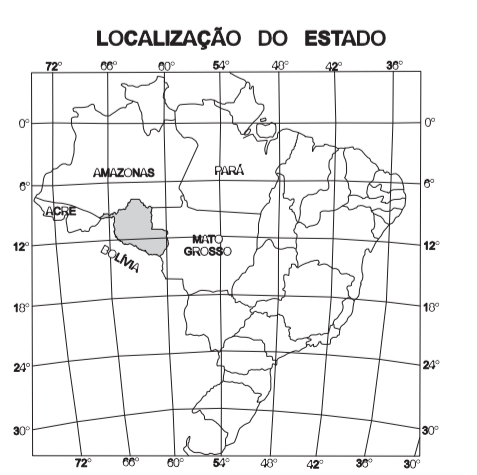 LOCALIZAÇÃO DO ESTADO
72° 66° 60° 54° 48° 42° 36°
0° 0°
AMAZONAS PARÁ
6° 6°
ACRE
MATO
GROSSO
12° 12°
BOLÍVIA
18° 18°
24° 24°
30° 30°
72° 66° 60° 54° 48° 42° 36° 30°